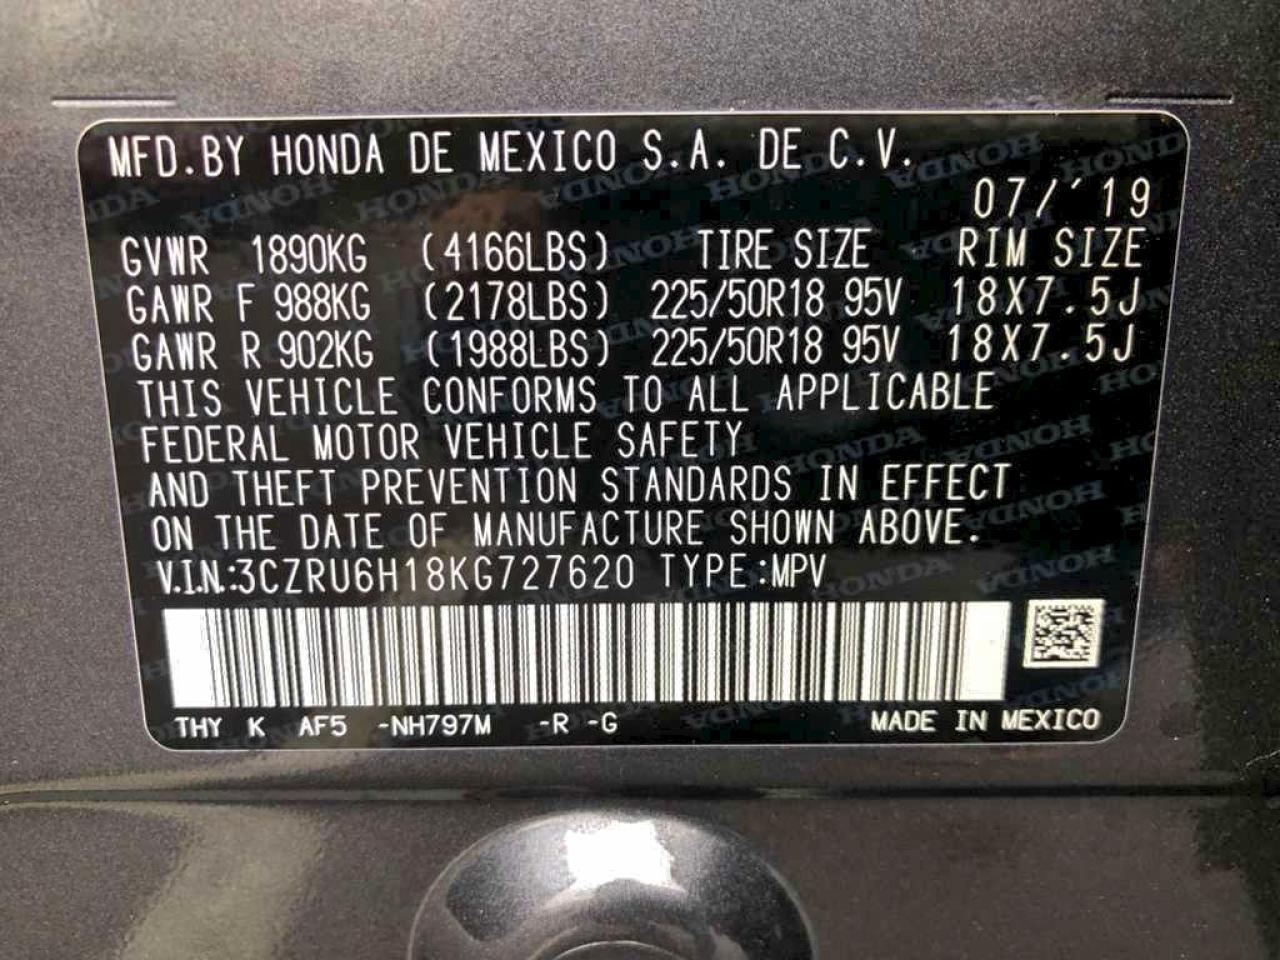 MFD.BY HONDA DE MEXICO S.A. DE C.V.
07/'19
GVWR 1890KG (4166LBS) TIRE SIZE RIM SIZE
GAWR F 988KG (2178LBS) 225/50R18 95V 18X7.5J
GAWR R 902KG (1988LBS) 225/50R18 95V 18X7.5J
THIS VEHICLE CONFORMS TO ALL APPLICABLE
FEDERAL MOTOR VEHICLE SAFETY
AND THEFT PREVENTION STANDARDS IN EFFECT
ON THE DATE OF MANUFACTURE SHOWN ABOVE.
V.I.N.:3CZRU6H18KG727620 TYPE:MPV
THY K AF5 -NH797M -R -G MADE IN MEXICO